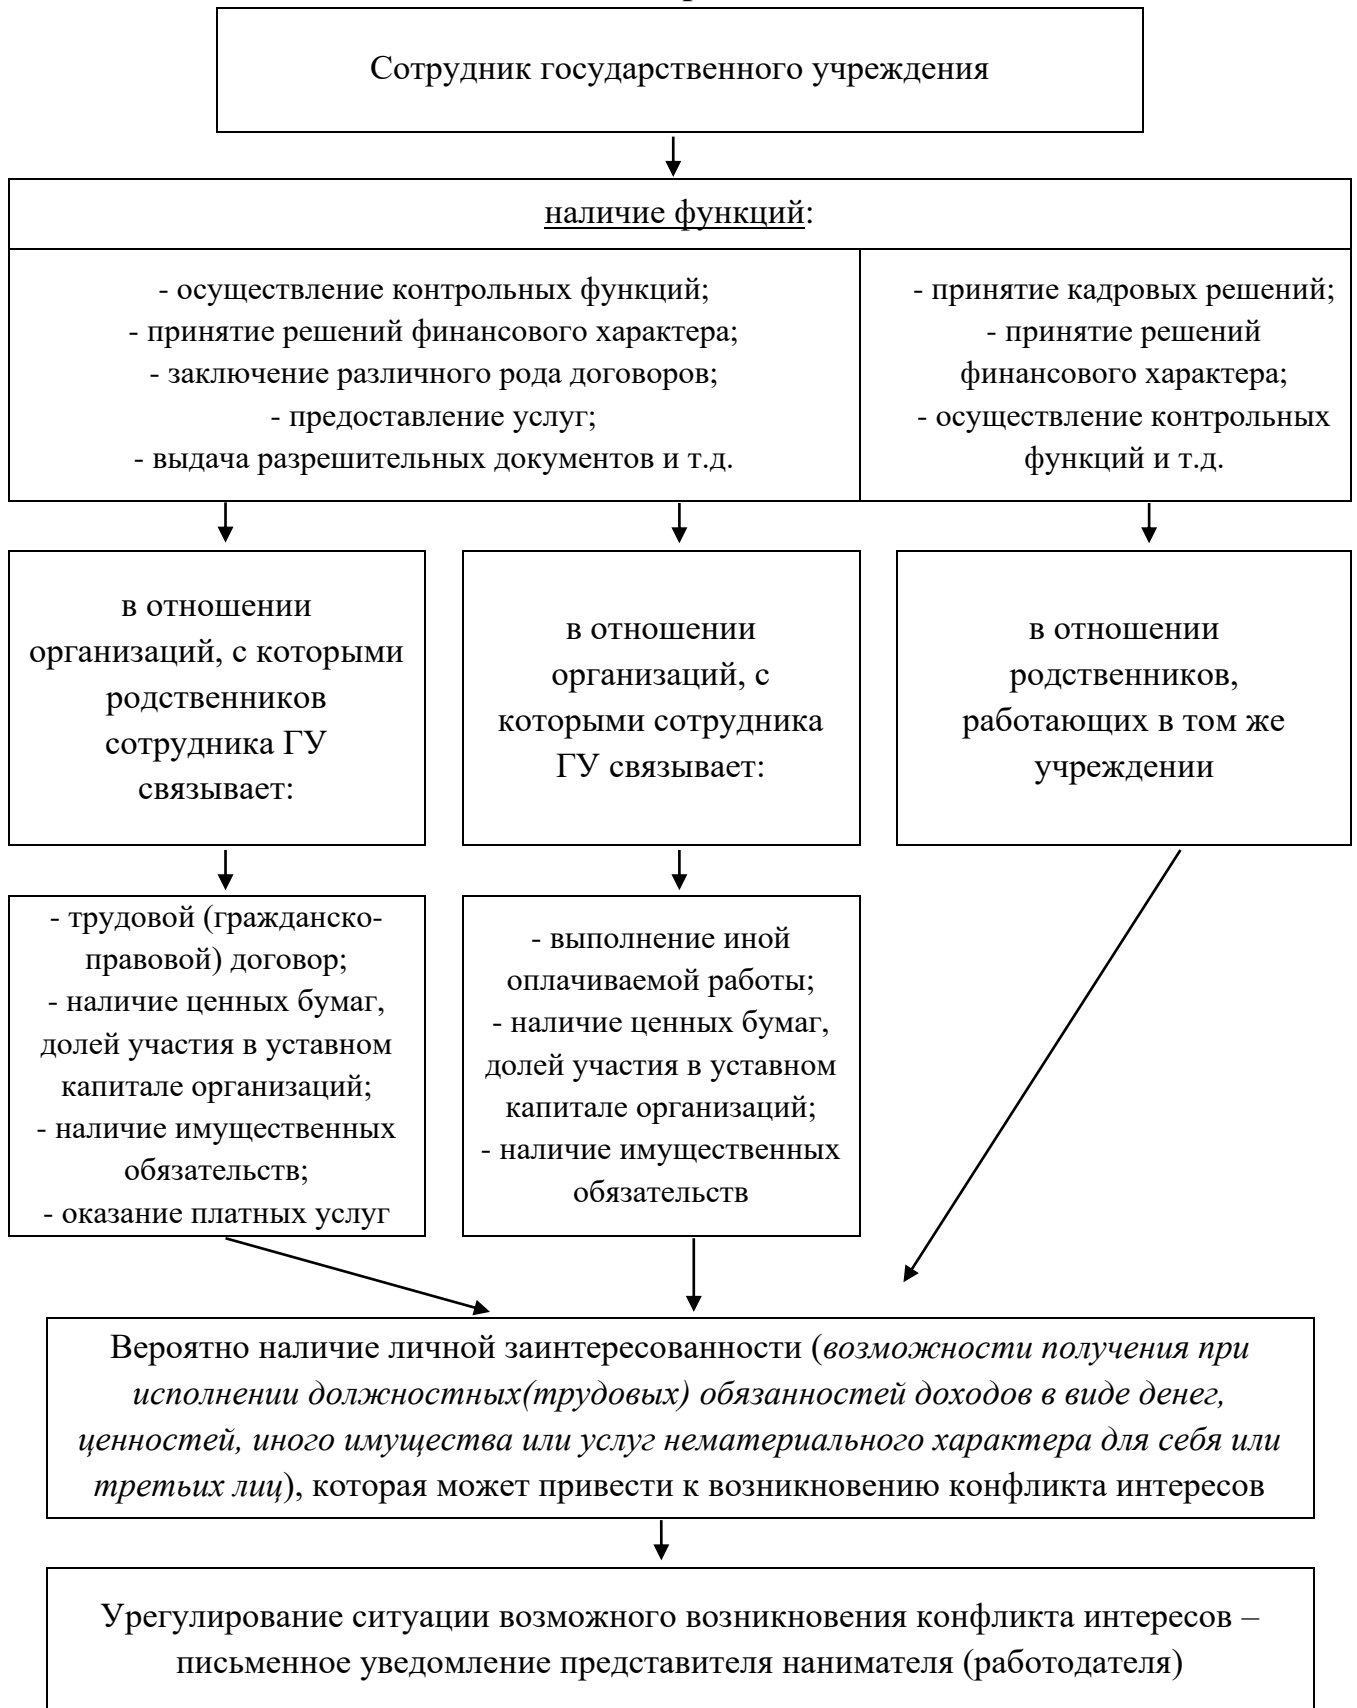 Сотрудник государственного учреждения
наличие функций:
- осуществление контрольных функций;
- принятие решений финансового характера;
- заключение различного рода договоров;
- предоставление услуг;
- выдача разрешительных документов и т.д.
- принятие кадровых решений;
- принятие решений
финансового характера;
- осуществление контрольных
функций и т.д.
в отношении
организаций, с которыми
родственников
сотрудника ГУ
связывает:
в отношении
организаций, с
которыми сотрудника
ГУ связывает:
в отношении
родственников,
работающих в том же
учреждении
- трудовой (гражданско-
правовой) договор;
- наличие ценных бумаг,
долей участия в уставном
капитале организаций;
- наличие имущественных
обязательств;
- оказание платных услуг
- выполнение иной
оплачиваемой работы;
- наличие ценных бумаг,
долей участия в уставном
капитале организаций;
- наличие имущественных
обязательств
Вероятно наличие личной заинтересованности (возможности получения при
исполнении должностных(трудовых) обязанностей доходов в виде денег,
ценностей, иного имущества или услуг нематериального характера для себя или
третьих лиц), которая может привести к возникновению конфликта интересов
Урегулирование ситуации возможного возникновения конфликта интересов –
письменное уведомление представителя нанимателя (работодателя)